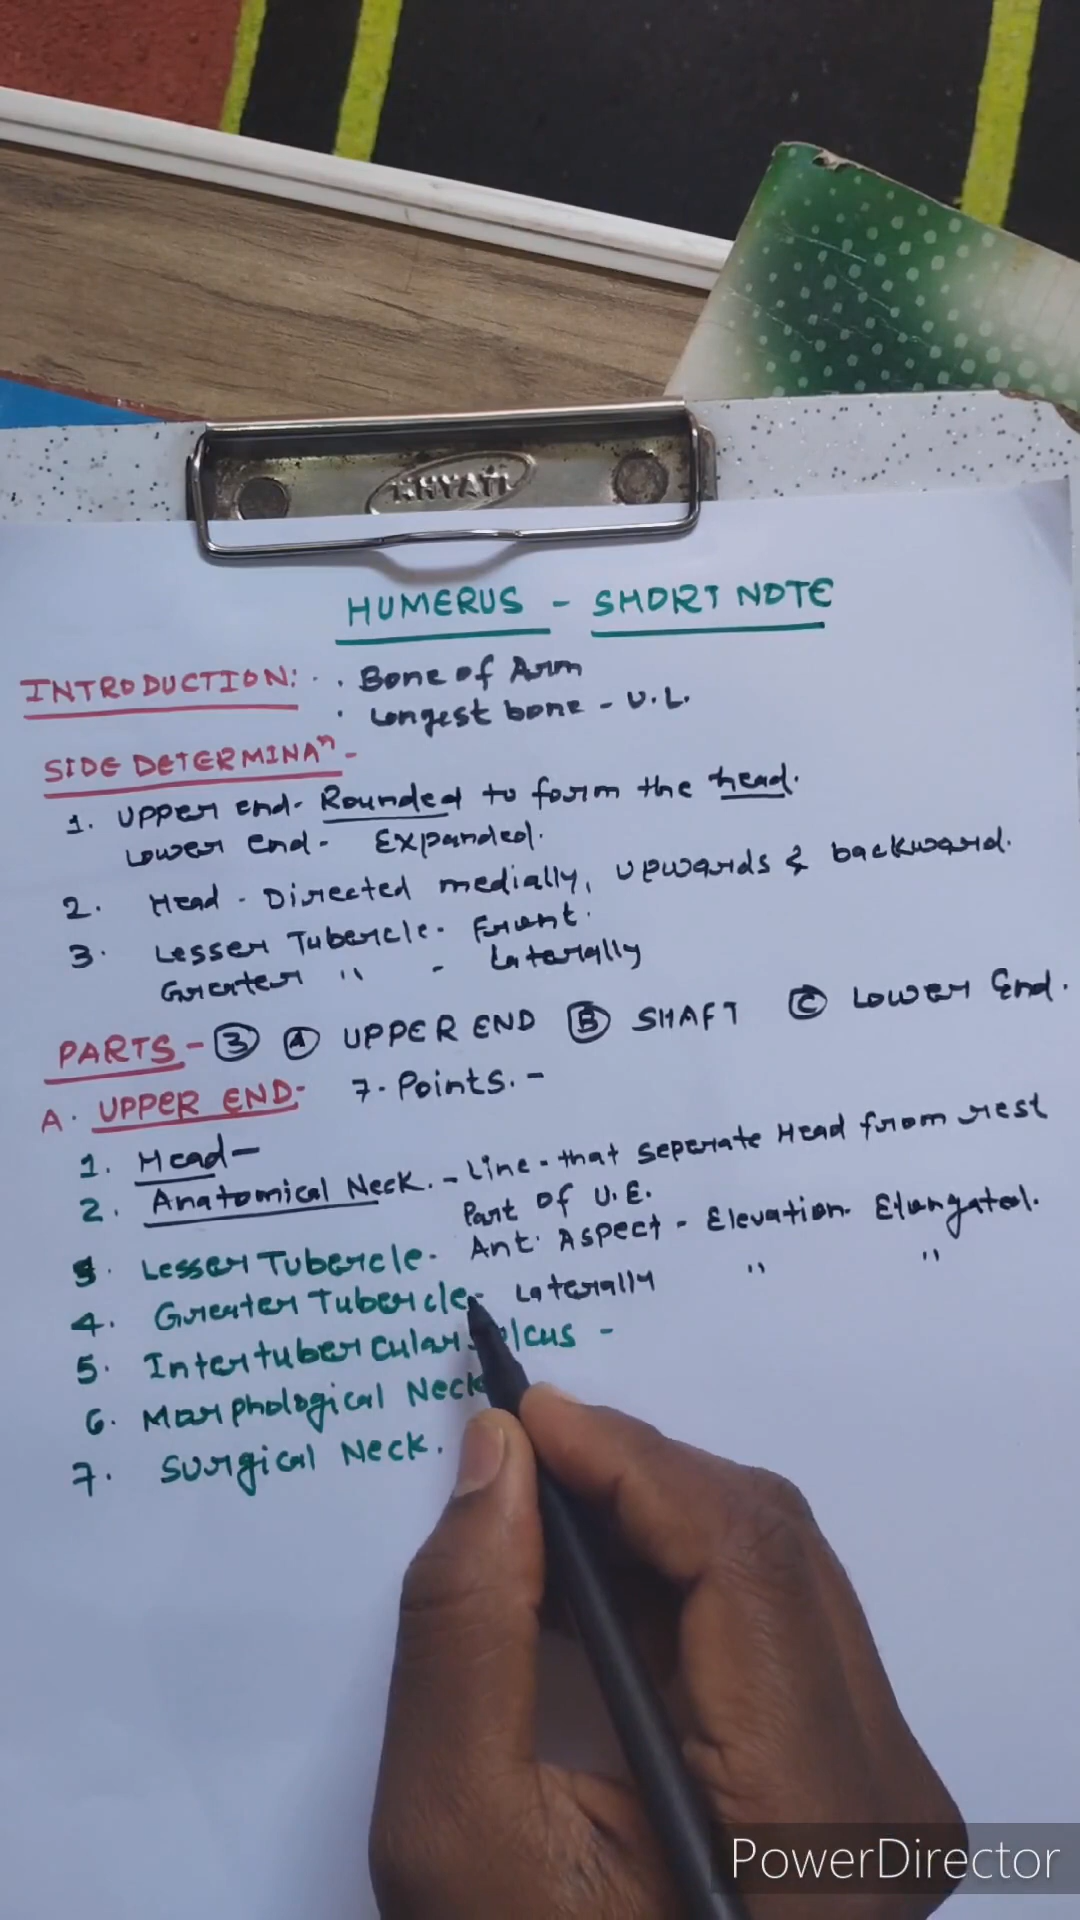 KHYATI
HUMERUS - SHORT NOTE
INTRODUCTION: . Bone of Arm
. Longest bone - U.L.
SIDE DETERMINAⁿ -
1. Upper end- Rounded to form the head.
Lower end- Expanded.
2. Head - Directed medially, upwards & backward.
3. Lesser Tubercle- Front.
Greater " - Laterally
PARTS - ③ Ⓐ UPPER END Ⓑ SHAFT Ⓒ LOWER End.
A. UPPER END- 7. Points. -
1. Head-
2. Anatomical Neck. - Line - that seperate Head from rest
Part of U.E.
3. Lesser Tubercle- Ant. Aspect - Elevation- Elongated.
4. Greater Tubercle- Laterally " "
5. Intertubercular -
6. Morphological Neck
7. Surgical Neck.
PowerDirector